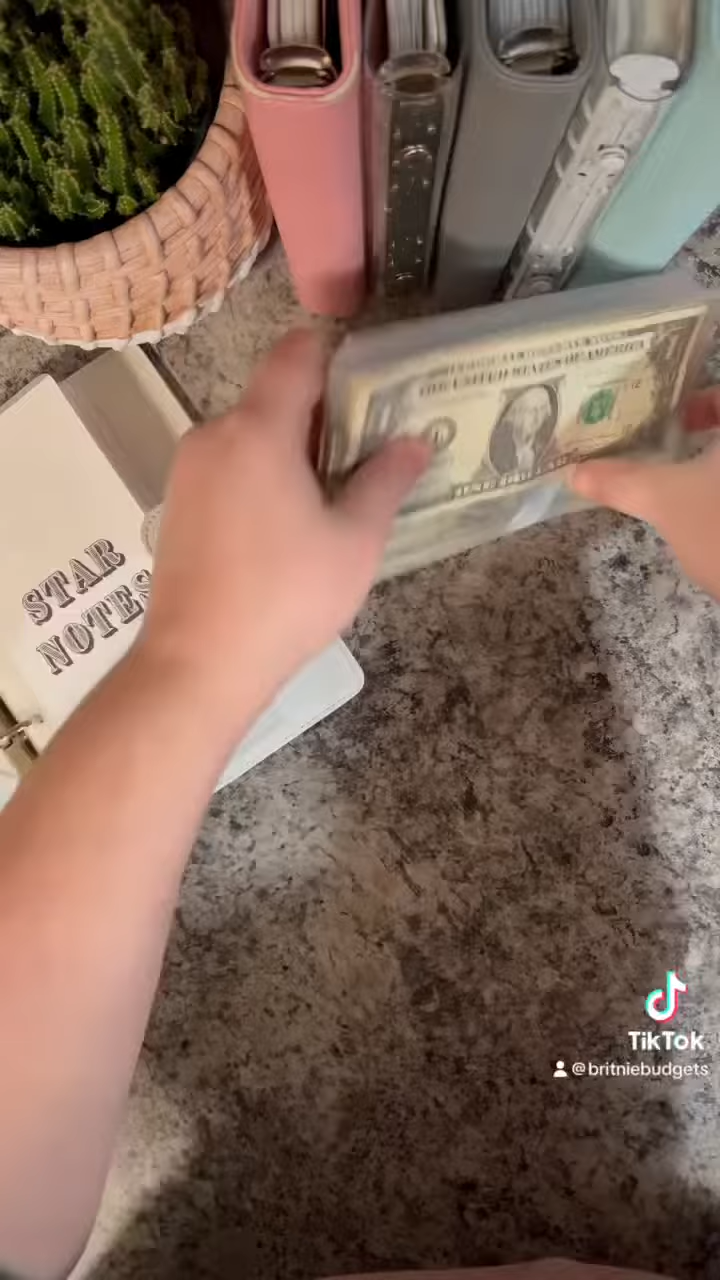 THE UNITED STATES OF AMERICA
STAR
NOTES
TikTok
@britniebudgets